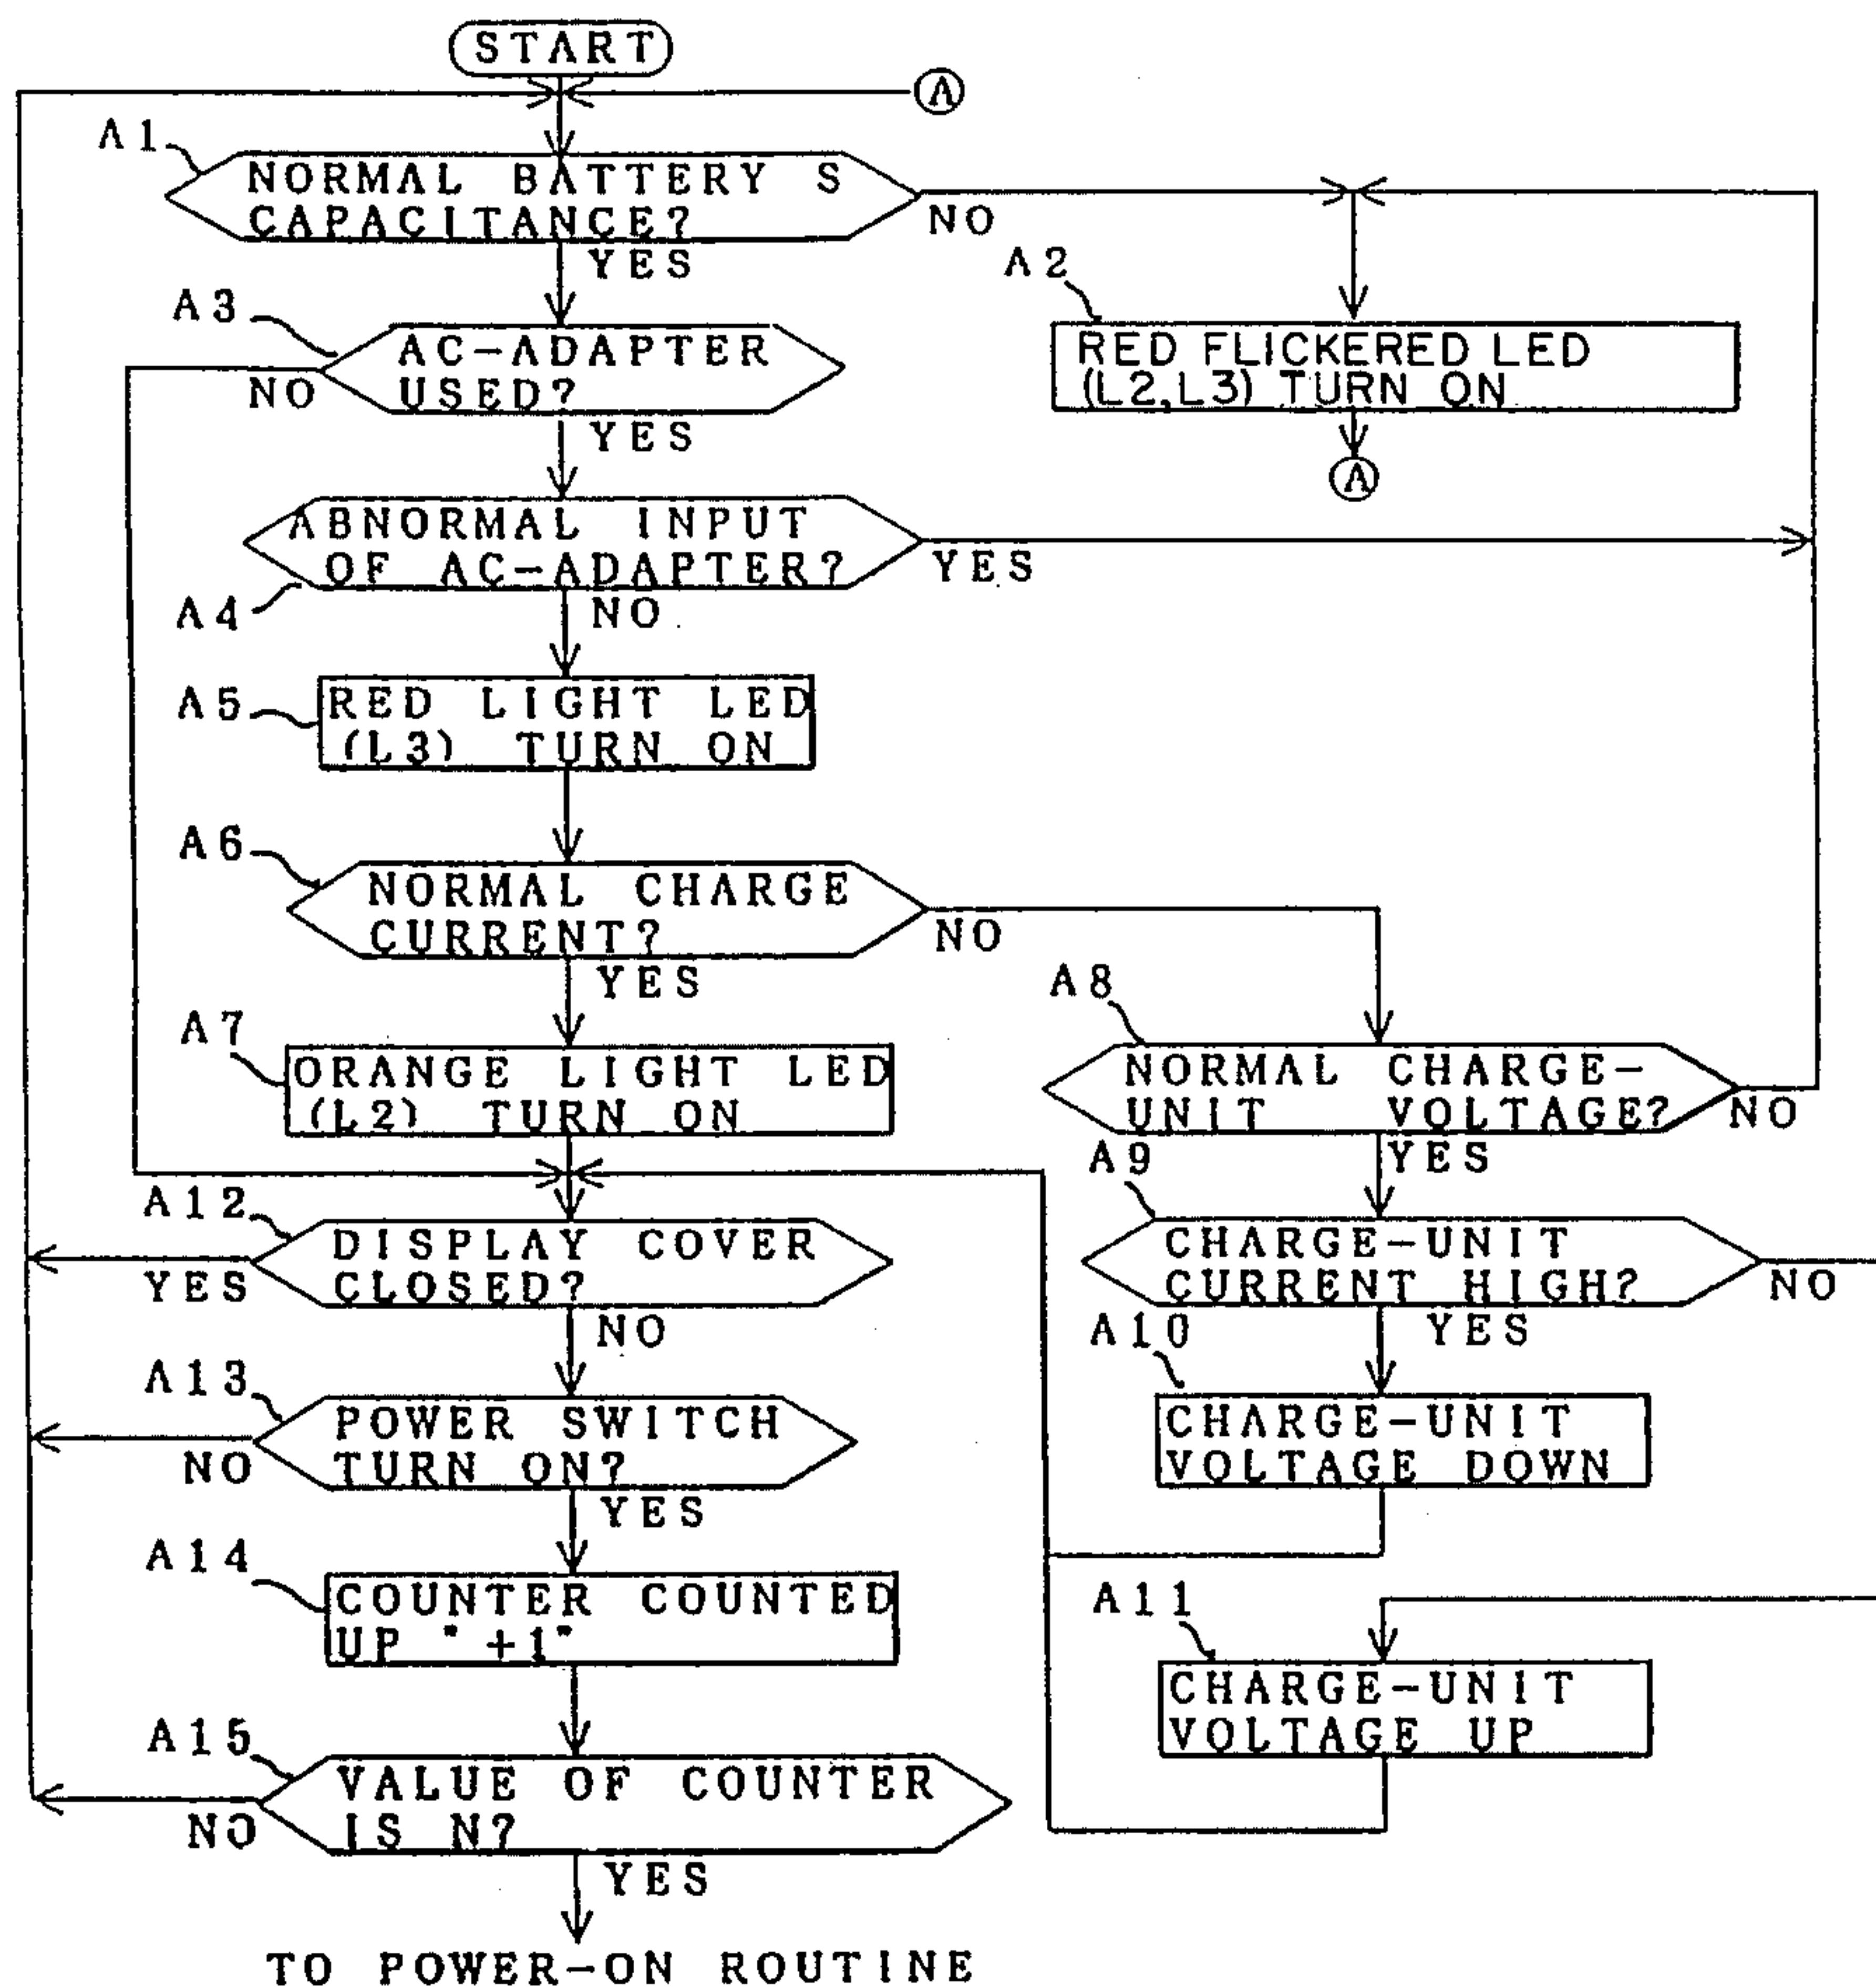 START
A
A1
NORMAL BATTERY S
CAPACITANCE?
NO
YES
A2
RED FLICKERED LED
(L2,L3) TURN ON
A
A3
AC-ADAPTER
USED?
NO
YES
ABNORMAL INPUT
OF AC-ADAPTER?
YES
A4
NO
A5
RED LIGHT LED
(L3) TURN ON
A6
NORMAL CHARGE
CURRENT?
NO
YES
A7
ORANGE LIGHT LED
(L2) TURN ON
A8
NORMAL CHARGE-
UNIT VOLTAGE?
NO
YES
A9
CHARGE-UNIT
CURRENT HIGH?
NO
YES
A10
CHARGE-UNIT
VOLTAGE DOWN
A11
CHARGE-UNIT
VOLTAGE UP
A12
DISPLAY COVER
CLOSED?
YES
NO
A13
POWER SWITCH
TURN ON?
NO
YES
A14
COUNTER COUNTED
UP "+1"
A15
VALUE OF COUNTER
IS N?
NO
YES
TO POWER-ON ROUTINE